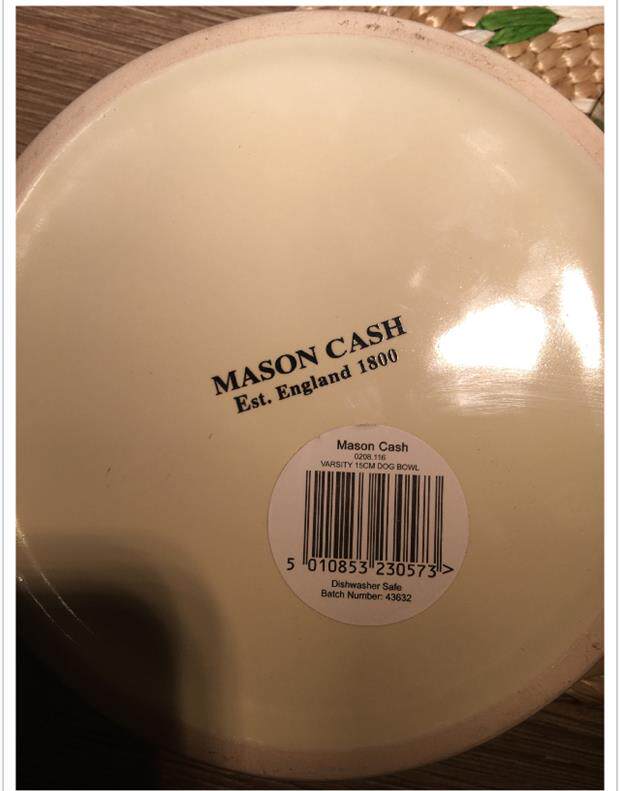 MASON CASH
Est. England 1800
Mason Cash
0208.116
VARSITY 15CM DOG BOWL
5 010853 230573 >
Dishwasher Safe
Batch Number: 43632